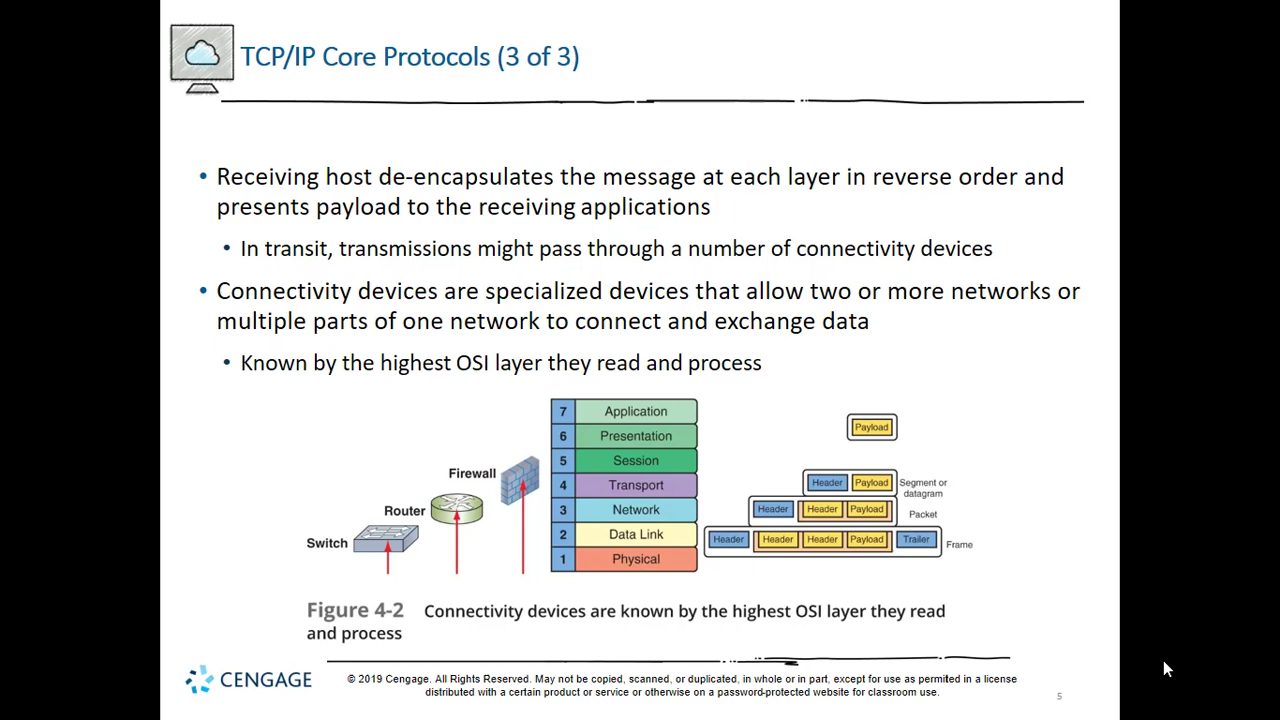 TCP/IP Core Protocols (3 of 3)
• Receiving host de-encapsulates the message at each layer in reverse order and
presents payload to the receiving applications
• In transit, transmissions might pass through a number of connectivity devices
• Connectivity devices are specialized devices that allow two or more networks or
multiple parts of one network to connect and exchange data
• Known by the highest OSI layer they read and process
Switch
Router
Firewall
7 Application
6 Presentation
5 Session
4 Transport
3 Network
2 Data Link
1 Physical
Payload
Header Payload Segment or
datagram
Header Header Payload Packet
Header Header Header Payload Trailer Frame
Figure 4-2 Connectivity devices are known by the highest OSI layer they read
and process
CENGAGE
© 2019 Cengage. All Rights Reserved. May not be copied, scanned, or duplicated, in whole or in part, except for use as permitted in a license
distributed with a certain product or service or otherwise on a password-protected website for classroom use.
5